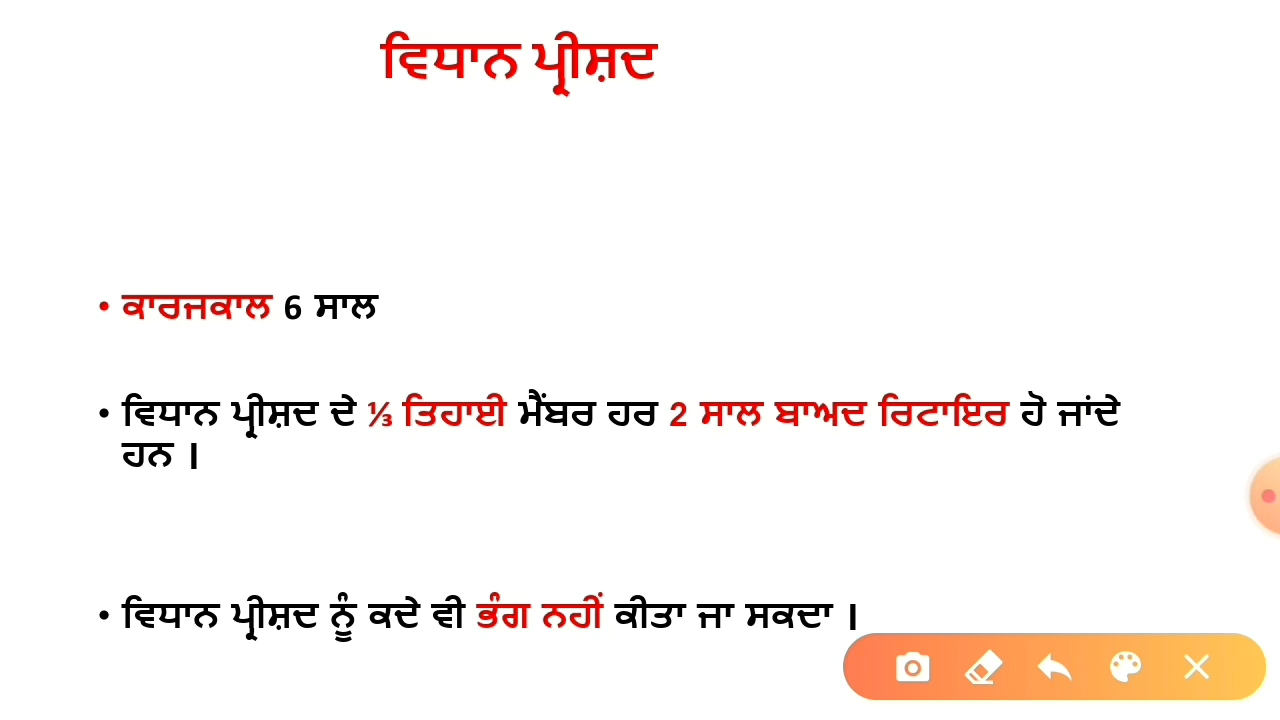 ਵਿਧਾਨ ਪ੍ਰੀਸ਼ਦ
• ਕਾਰਜਕਾਲ 6 ਸਾਲ
• ਵਿਧਾਨ ਪ੍ਰੀਸ਼ਦ ਦੇ ⅓ ਤਿਹਾਈ ਮੈਂਬਰ ਹਰ 2 ਸਾਲ ਬਾਅਦ ਰਿਟਾਇਰ ਹੋ ਜਾਂਦੇ
ਹਨ ।
• ਵਿਧਾਨ ਪ੍ਰੀਸ਼ਦ ਨੂੰ ਕਦੇ ਵੀ ਭੰਗ ਨਹੀਂ ਕੀਤਾ ਜਾ ਸਕਦਾ ।